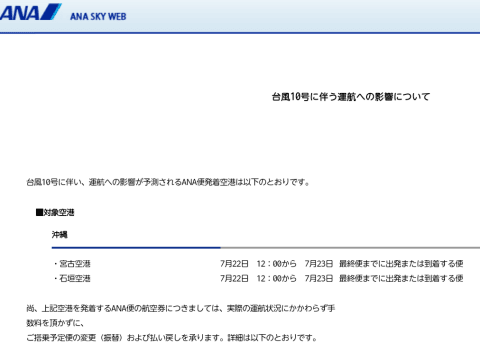 ANA ANA SKY WEB
台風10号に伴う運航への影響について
台風10号に伴い、運航への影響が予測されるANA便発着空港は以下のとおりです。
■対象空港
沖縄
・宮古空港 7月22日 12：00から 7月23日 最終便までに出発または到着する便
・石垣空港 7月22日 12：00から 7月23日 最終便までに出発または到着する便
尚、上記空港を発着するANA便の航空券につきましては、実際の運航状況にかかわらず手
数料を頂かずに、
ご搭乗予定便の変更（振替）および払い戻しを承ります。詳細は以下のとおりです。